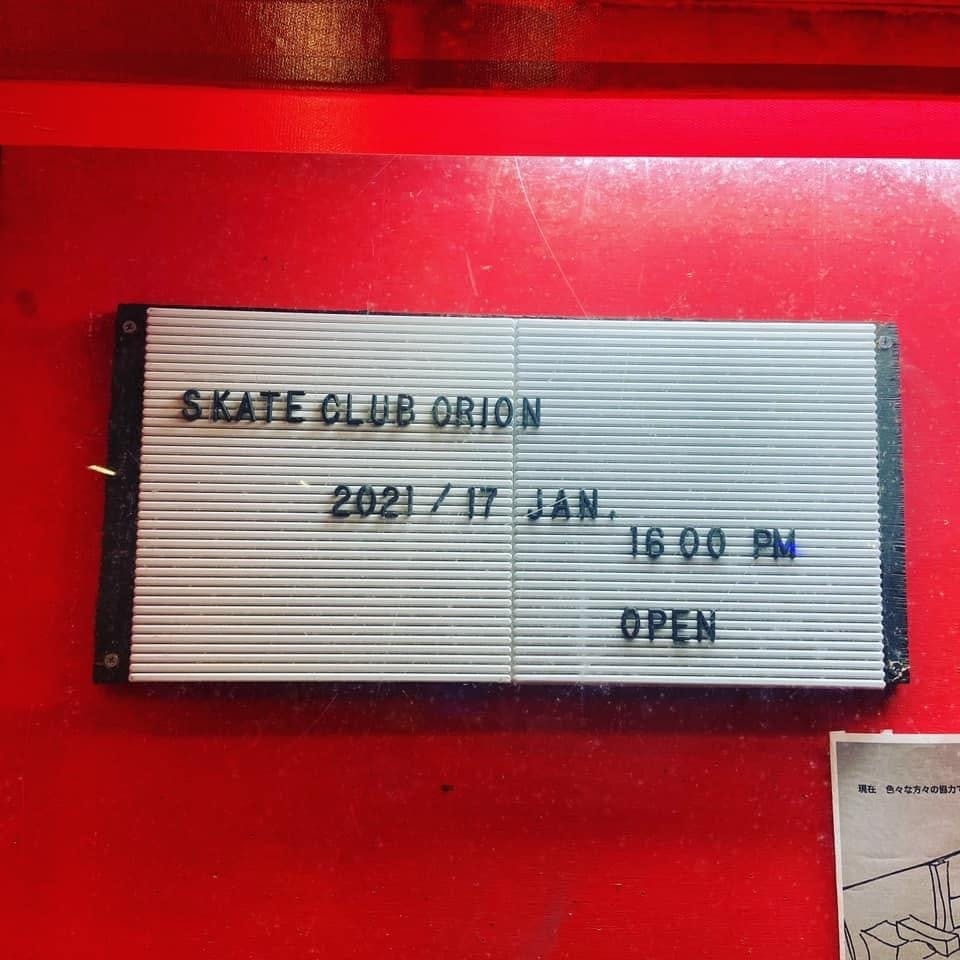 SKATE CLUB ORION
2021 / 17 JAN.
16 00 PM
OPEN
現在 色々な方々の協力で